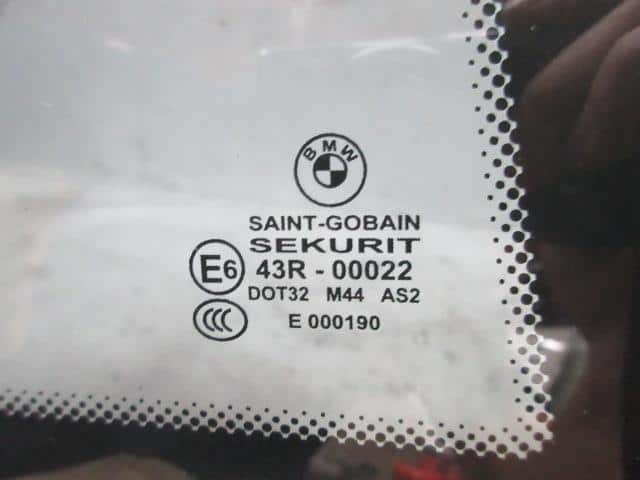 BMW
SAINT-GOBAIN
SEKURIT
E6 43R - 00022
DOT32 M44 AS2
CCC E 000190